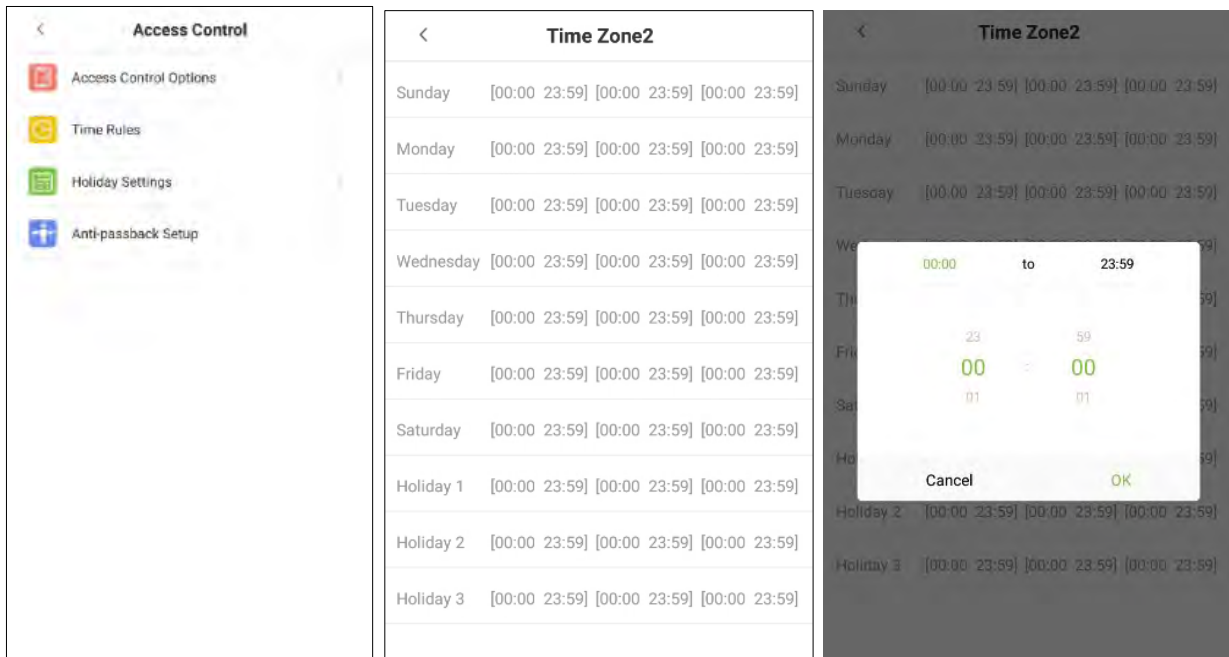 Access Control
Access Control Options
Time Rules
Holiday Settings
Anti-passback Setup
Time Zone2
Sunday [00:00 23:59] [00:00 23:59] [00:00 23:59]
Monday [00:00 23:59] [00:00 23:59] [00:00 23:59]
Tuesday [00:00 23:59] [00:00 23:59] [00:00 23:59]
Wednesday [00:00 23:59] [00:00 23:59] [00:00 23:59]
Thursday [00:00 23:59] [00:00 23:59] [00:00 23:59]
Friday [00:00 23:59] [00:00 23:59] [00:00 23:59]
Saturday [00:00 23:59] [00:00 23:59] [00:00 23:59]
Holiday 1 [00:00 23:59] [00:00 23:59] [00:00 23:59]
Holiday 2 [00:00 23:59] [00:00 23:59] [00:00 23:59]
Holiday 3 [00:00 23:59] [00:00 23:59] [00:00 23:59]
Time Zone2
Sunday [00:00 23:59] [00:00 23:59] [00:00 23:59]
Monday [00:00 23:59] [00:00 23:59] [00:00 23:59]
Tuesday [00:00 23:59] [00:00 23:59] [00:00 23:59]
We 59]
00:00 to 23:59
Th 59]
23 59
Fri 59]
00 : 00
01 01
Sat 59]
Ho 59]
Cancel OK
Holiday 2 [00:00 23:59] [00:00 23:59] [00:00 23:59]
Holiday 3 [00:00 23:59] [00:00 23:59] [00:00 23:59]